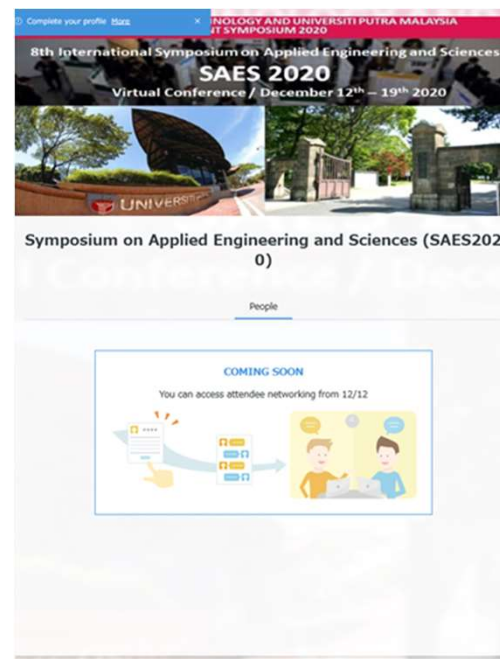 Complete your profile More ×
NOLOGY AND UNIVERSITI PUTRA MALAYSIA
NT SYMPOSIUM 2020
8th International Symposium on Applied Engineering and Sciences
SAES 2020
Virtual Conference / December 12th – 19th 2020
UNIVERSITI
Symposium on Applied Engineering and Sciences (SAES202
0)
People
COMING SOON
You can access attendee networking from 12/12